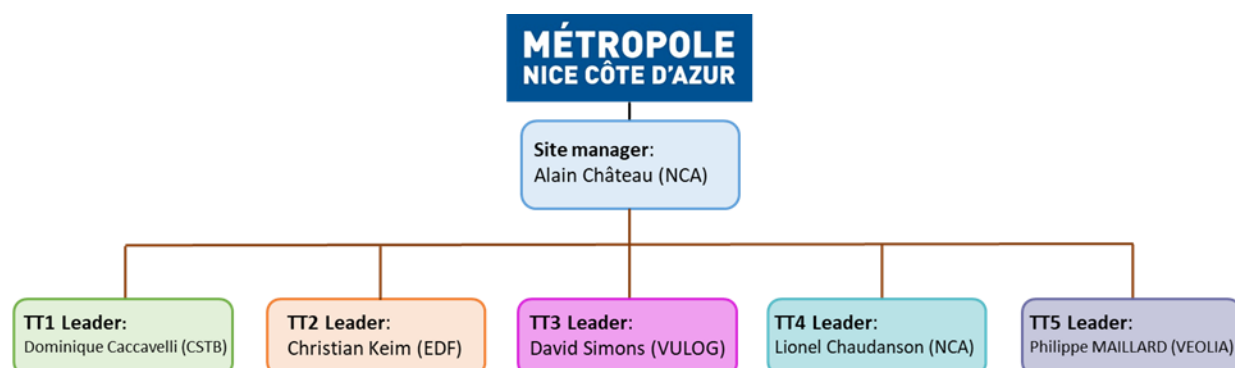 MÉTROPOLE
NICE CÔTE D'AZUR
Site manager:
Alain Château (NCA)
TT1 Leader:
Dominique Caccavelli (CSTB)
TT2 Leader:
Christian Keim (EDF)
TT3 Leader:
David Simons (VULOG)
TT4 Leader:
Lionel Chaudanson (NCA)
TT5 Leader:
Philippe MAILLARD (VEOLIA)